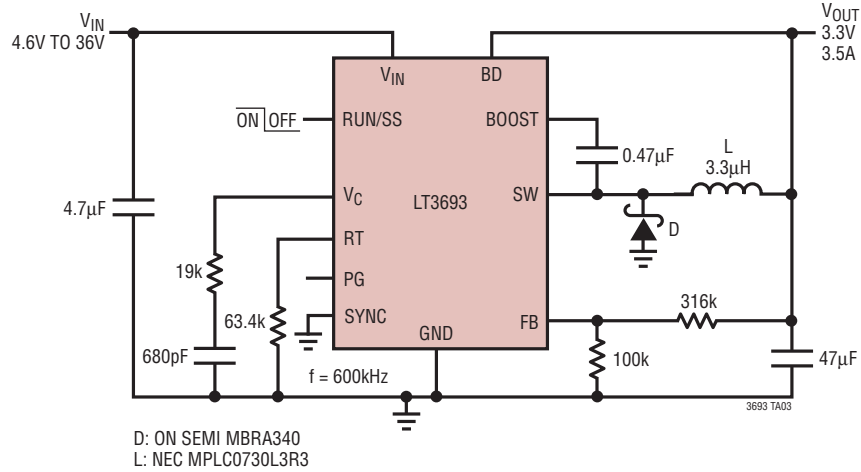 VIN
4.6V TO 36V
VOUT
3.3V
3.5A
VIN
BD
ON OFF
RUN/SS
BOOST
0.47µF
L
3.3µH
4.7µF
VC
LT3693
SW
D
RT
19k
PG
63.4k
SYNC
FB
316k
GND
680pF
f = 600kHz
100k
47µF
3693 TA03
D: ON SEMI MBRA340
L: NEC MPLC0730L3R3